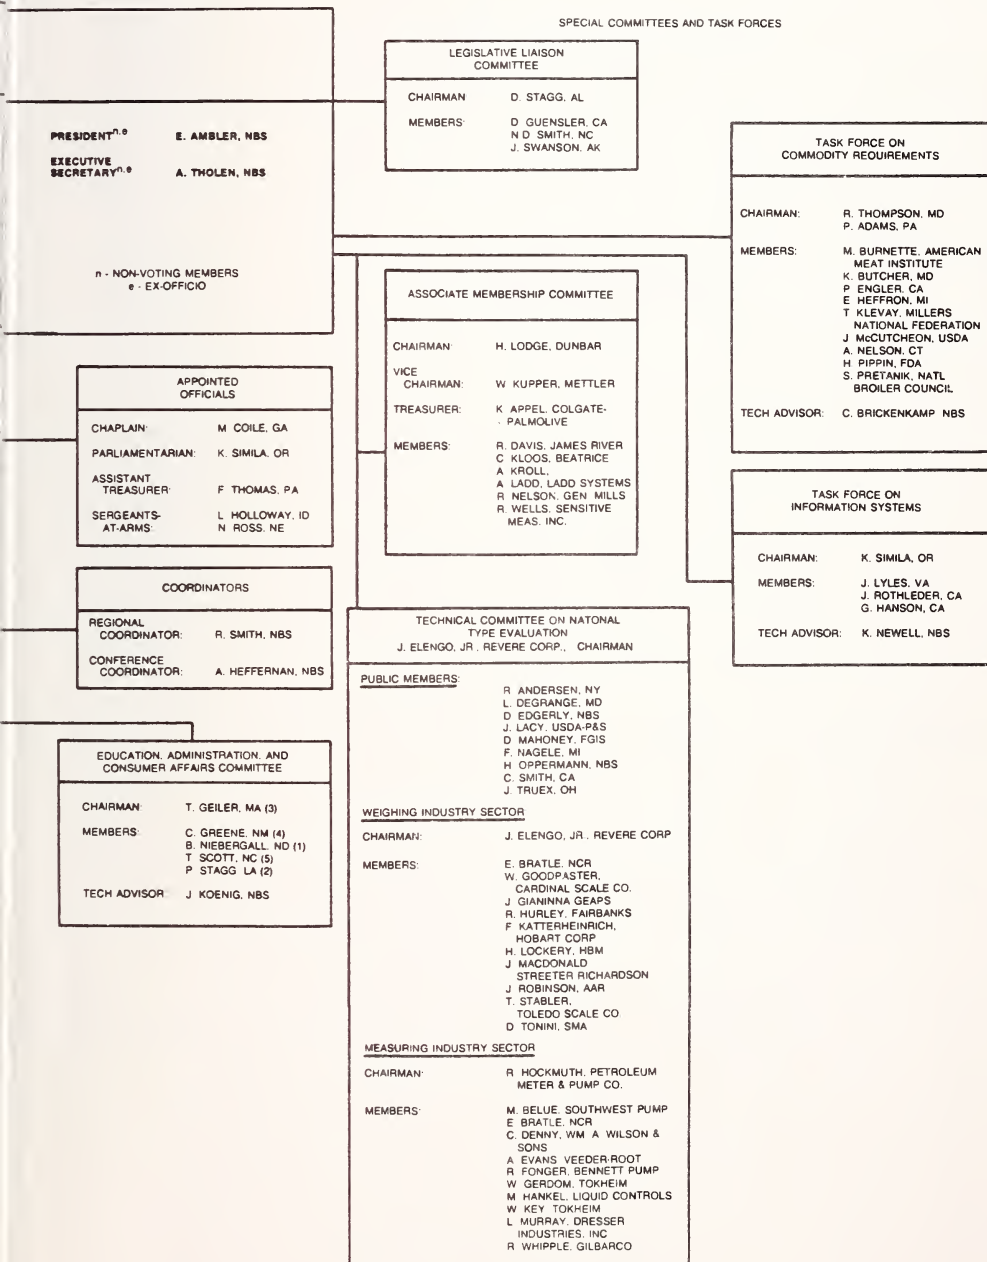 SPECIAL COMMITTEES AND TASK FORCES
LEGISLATIVE LIAISON
COMMITTEE
CHAIRMAN D. STAGG, AL
MEMBERS: D GUENSLER, CA
N D SMITH, NC
J. SWANSON, AK
PRESIDENT n.e E. AMBLER, NBS
EXECUTIVE
SECRETARY n.e A. THOLEN, NBS
n - NON-VOTING MEMBERS
e - EX-OFFICIO
TASK FORCE ON
COMMODITY REQUIREMENTS
CHAIRMAN: R. THOMPSON, MD
P. ADAMS, PA
MEMBERS: M. BURNETTE, AMERICAN
MEAT INSTITUTE
K. BUTCHER, MD
P ENGLER, CA
E HEFFRON, MI
T KLEVAY, MILLERS
NATIONAL FEDERATION
J McCUTCHEON, USDA
A. NELSON, CT
H PIPPIN, FDA
S. PRETANIK, NATL
BROILER COUNCIL
TECH ADVISOR: C. BRICKENKAMP NBS
ASSOCIATE MEMBERSHIP COMMITTEE
CHAIRMAN: H. LODGE, DUNBAR
VICE
CHAIRMAN: W KUPPER, METTLER
TREASURER: K APPEL, COLGATE-
PALMOLIVE
MEMBERS: R. DAVIS, JAMES RIVER
C KLOOS, BEATRICE
A KROLL,
A LADD, LADD SYSTEMS
R NELSON, GEN MILLS
R. WELLS, SENSITIVE
MEAS. INC.
APPOINTED
OFFICIALS
CHAPLAIN: M COILE, GA
PARLIAMENTARIAN: K. SIMILA, OR
ASSISTANT
TREASURER: F THOMAS, PA
SERGEANTS- L HOLLOWAY, ID
AT-ARMS: N ROSS, NE
TASK FORCE ON
INFORMATION SYSTEMS
CHAIRMAN: K. SIMILA, OR
MEMBERS: J. LYLES, VA
J. ROTHLEDER, CA
G. HANSON, CA
TECH ADVISOR: K. NEWELL, NBS
COORDINATORS
REGIONAL
COORDINATOR: R. SMITH, NBS
CONFERENCE
COORDINATOR: A. HEFFERNAN, NBS
TECHNICAL COMMITTEE ON NATONAL
TYPE EVALUATION
J. ELENGO, JR., REVERE CORP., CHAIRMAN
PUBLIC MEMBERS:
R ANDERSEN, NY
L. DEGRANGE, MD
D EDGERLY, NBS
J. LACY, USDA-P&S
D MAHONEY, FGIS
F. NAGELE, MI
H OPPERMANN, NBS
C. SMITH, CA
J. TRUEX, OH
WEIGHING INDUSTRY SECTOR
CHAIRMAN: J. ELENGO, JR., REVERE CORP
MEMBERS: E. BRATLE, NCR
W. GOODPASTER,
CARDINAL SCALE CO.
J GIANINNA GEAPS
R. HURLEY, FAIRBANKS
F KATTERHEINRICH,
HOBART CORP
H. LOCKERY, HBM
J MACDONALD
STREETER RICHARDSON
J ROBINSON, AAR
T. STABLER,
TOLEDO SCALE CO.
D TONINI, SMA
MEASURING INDUSTRY SECTOR
CHAIRMAN: R HOCKMUTH, PETROLEUM
METER & PUMP CO.
MEMBERS: M. BELUE, SOUTHWEST PUMP
E BRATLE, NCR
C. DENNY, WM A WILSON &
SONS
A EVANS VEEDER-ROOT
R FONGER, BENNETT PUMP
W GERDOM, TOKHEIM
M HANKEL, LIQUID CONTROLS
W KEY TOKHEIM
L MURRAY, DRESSER
INDUSTRIES, INC
R WHIPPLE, GILBARCO
EDUCATION, ADMINISTRATION, AND
CONSUMER AFFAIRS COMMITTEE
CHAIRMAN T. GEILER, MA (3)
MEMBERS: C. GREENE, NM (4)
B. NIEBERGALL, ND (1)
T SCOTT, NC (5)
P STAGG LA (2)
TECH ADVISOR J KOENIG, NBS